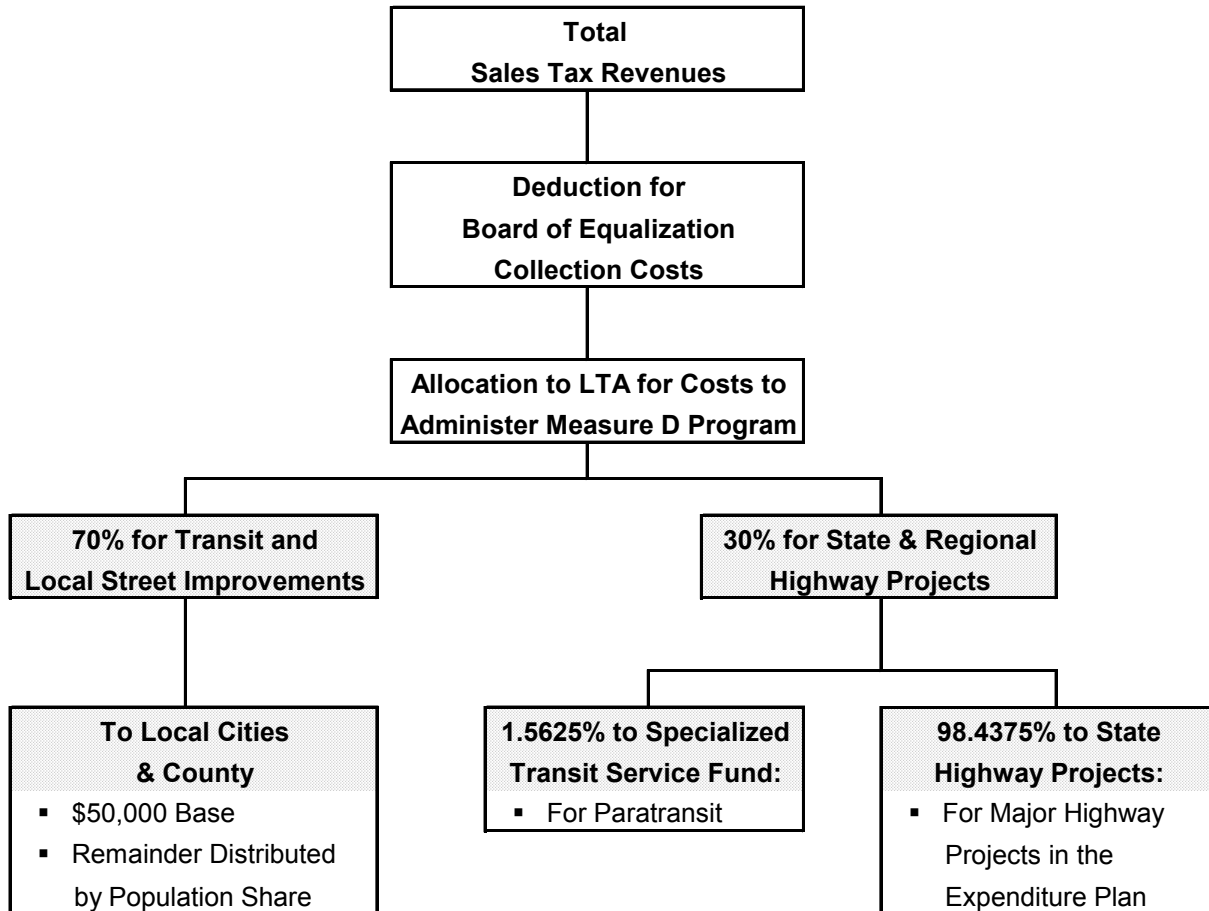 Total
Sales Tax Revenues
Deduction for
Board of Equalization
Collection Costs
Allocation to LTA for Costs to
Administer Measure D Program
70% for Transit and
Local Street Improvements
30% for State & Regional
Highway Projects
To Local Cities
& County
▪ $50,000 Base
▪ Remainder Distributed
by Population Share
1.5625% to Specialized
Transit Service Fund:
▪ For Paratransit
98.4375% to State
Highway Projects:
▪ For Major Highway
Projects in the
Expenditure Plan